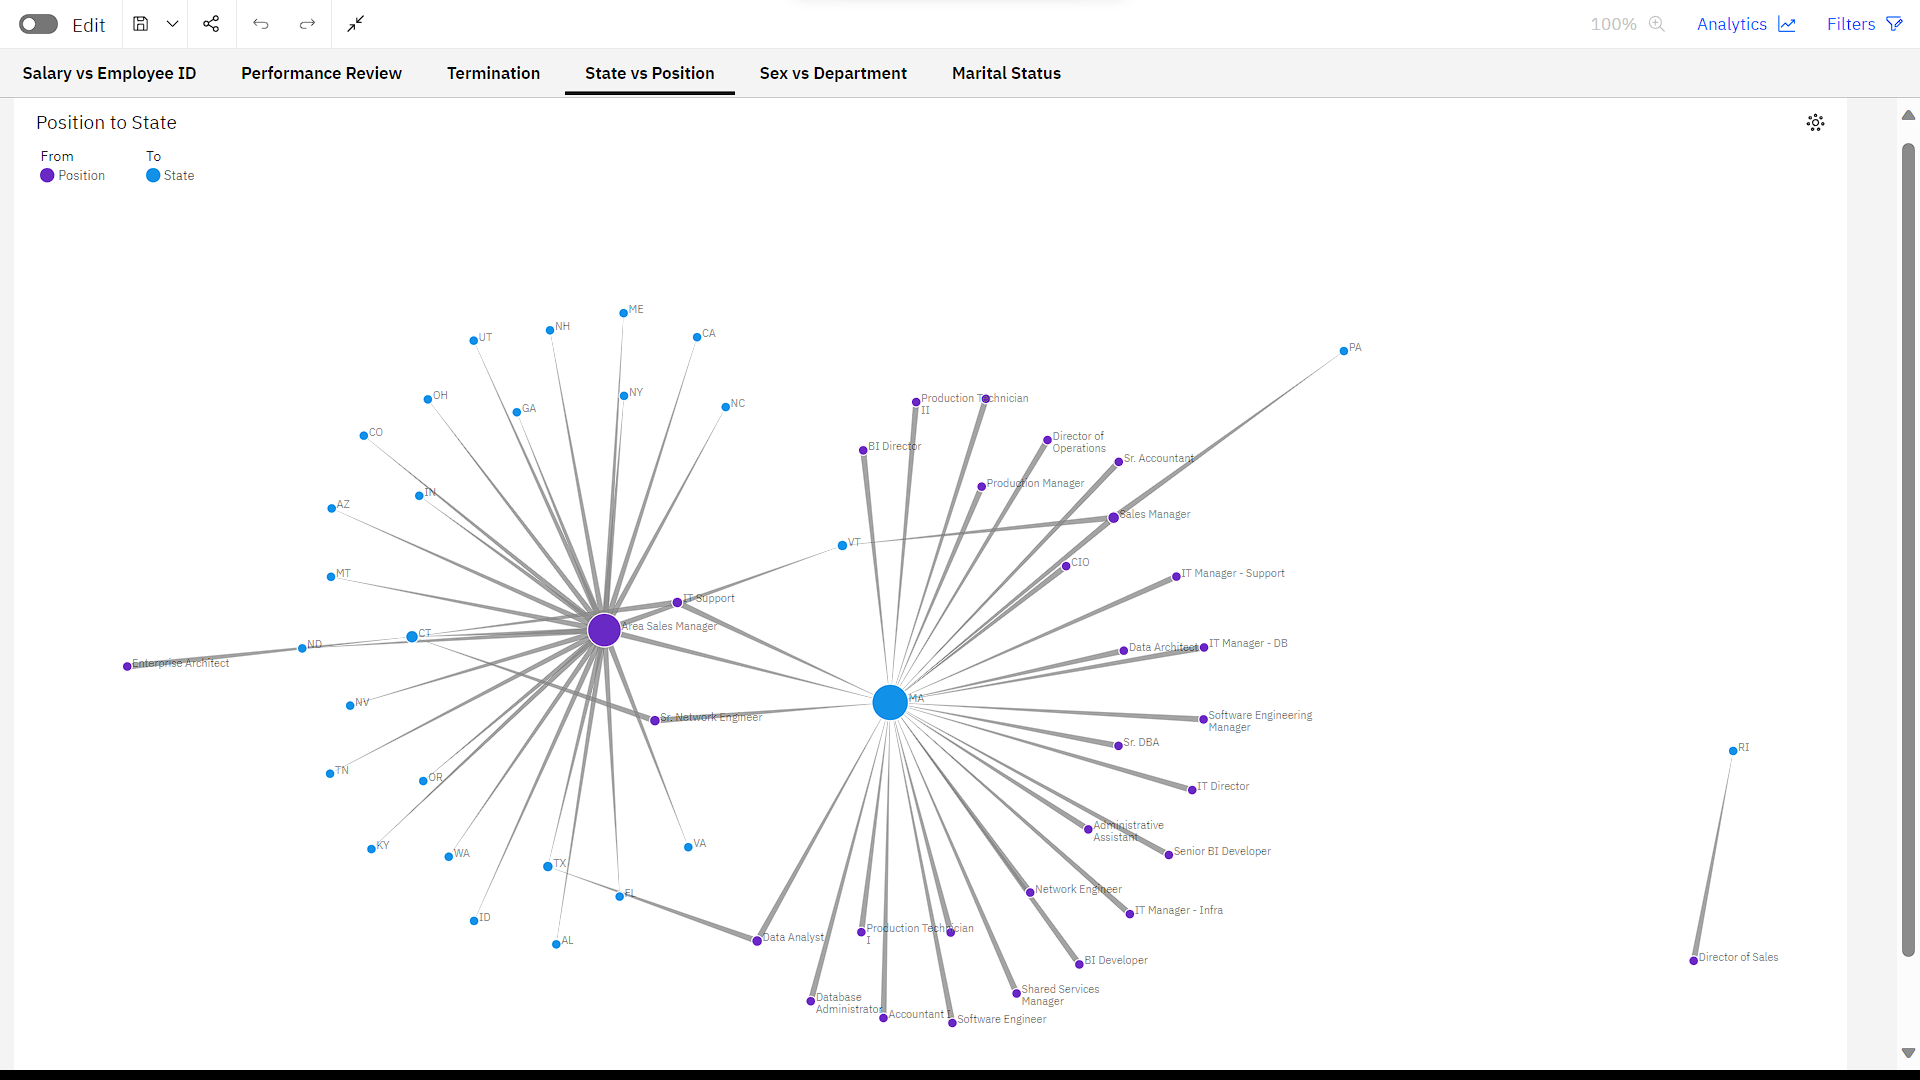 Edit
100%
Analytics
Filters
Salary vs Employee ID
Performance Review
Termination
State vs Position
Sex vs Department
Marital Status
Position to State
From
To
Position
State
ME
NH
CA
UT
PA
OH
NY
GA
NC
Production Technician
II
CO
Director of
Operations
BI Director
Sr. Accountant
Production Manager
IN
AZ
Sales Manager
VT
CIO
MT
IT Manager - Support
IT Support
Area Sales Manager
CT
ND
Data Architect
IT Manager - DB
Enterprise Architect
MA
NV
Sr. Network Engineer
Software Engineering
Manager
Sr. DBA
RI
TN
OR
IT Director
Administrative
Assistant
KY
VA
WA
Senior BI Developer
TX
FL
Network Engineer
IT Manager - Infra
ID
Production Technician
I
AL
Data Analyst
Director of Sales
BI Developer
Shared Services
Manager
Database
Administrator
Accountant I
Software Engineer